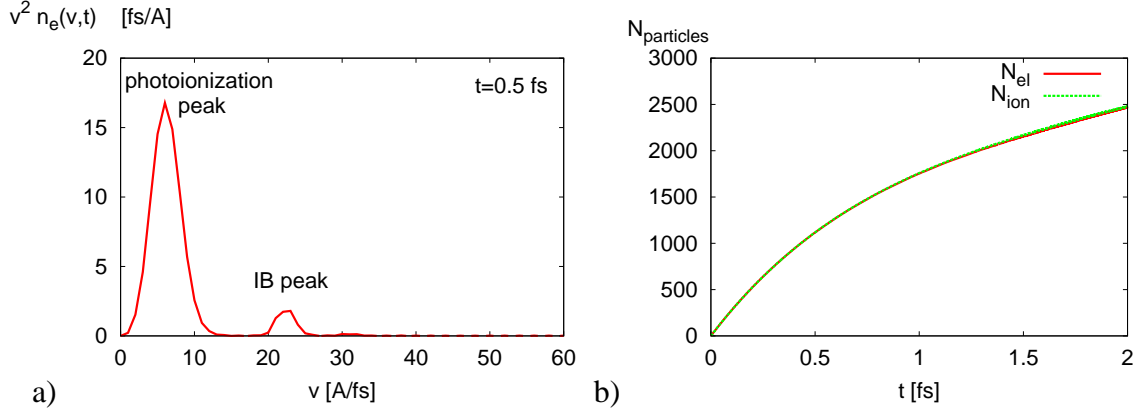 v² nₑ(v,t) [fs/A]
20
15
10
5
0
photoionization
peak
t=0.5 fs
IB peak
0 10 20 30 40 50 60
v [A/fs]
a)
N_particles
3000
2500
2000
1500
1000
500
0
N_el
N_ion
0 0.5 1 1.5 2
t [fs]
b)